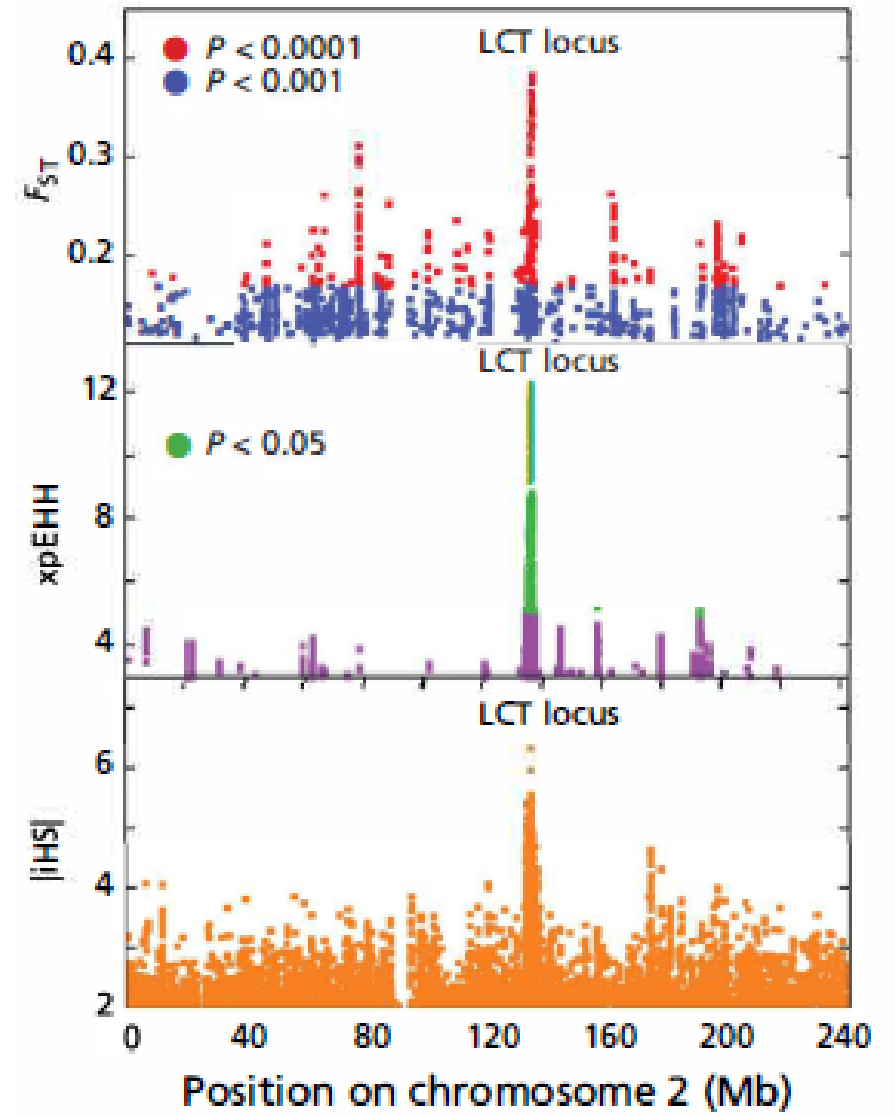 LCT locus
P < 0.0001
P < 0.001
0.4
0.3
0.2
FST
LCT locus
P < 0.05
12
8
4
xpEHH
LCT locus
6
4
2
|iHS|
0 40 80 120 160 200 240
Position on chromosome 2 (Mb)